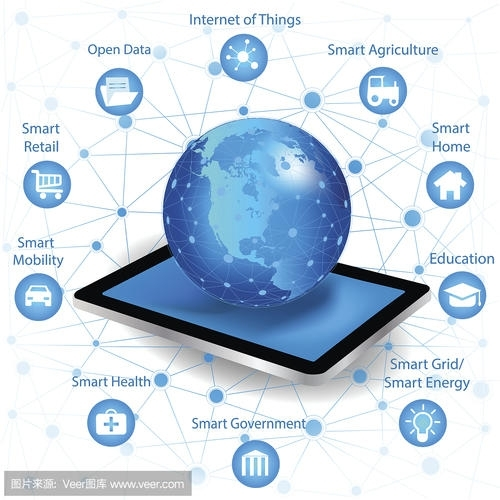 Internet of Things
Open Data
Smart Agriculture
Smart
Retail
Smart
Home
Smart
Mobility
Education
Smart Health
Smart Grid/
Smart Energy
Smart Government
图片来源: Veer图库 www.veer.com